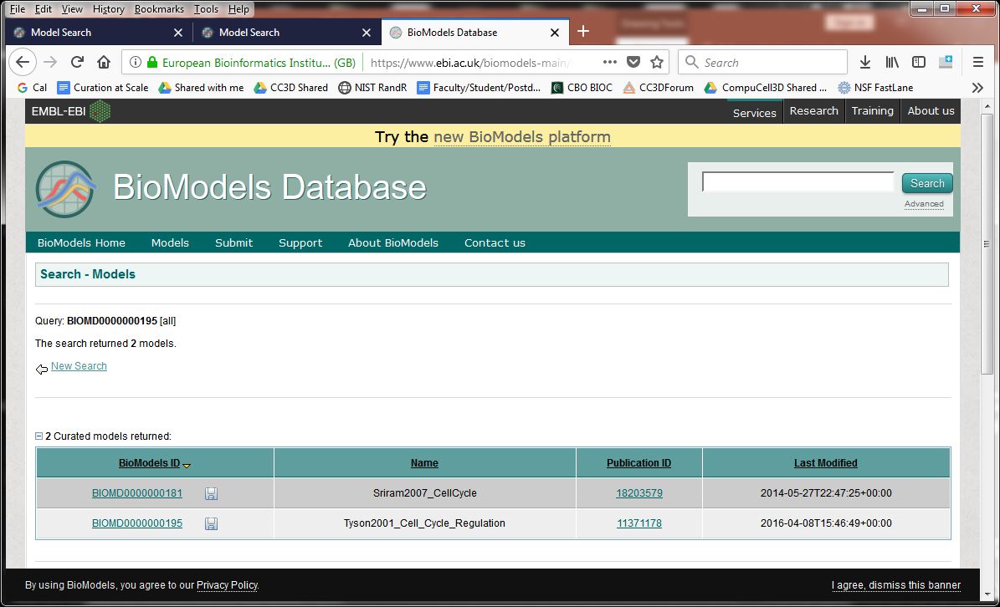 File Edit View History Bookmarks Tools Help
Model Search Model Search BioModels Database
European Bioinformatics Institu... (GB) https://www.ebi.ac.uk/biomodels-main/ Search
Cal Curation at Scale Shared with me CC3D Shared NIST RandR Faculty/Student/Postd... CBO BIOC CC3DForum CompuCell3D Shared ... NSF FastLane
EMBL-EBI Services Research Training About us
Try the new BioModels platform
BioModels Database
Search
Advanced
BioModels Home Models Submit Support About BioModels Contact us
Search - Models
Query: BIOMD0000000195 [all]
The search returned 2 models.
New Search
2 Curated models returned:
BioModels ID Name Publication ID Last Modified
BIOMD0000000181 Sriram2007_CellCycle 18203579 2014-05-27T22:47:25+00:00
BIOMD0000000195 Tyson2001_Cell_Cycle_Regulation 11371178 2016-04-08T15:46:49+00:00
By using BioModels, you agree to our Privacy Policy. I agree, dismiss this banner